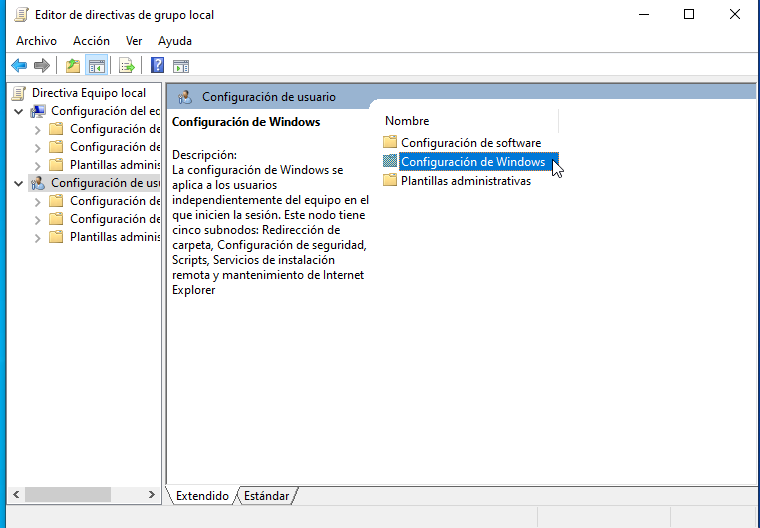 Editor de directivas de grupo local
Archivo Acción Ver Ayuda
Directiva Equipo local
Configuración del ec
Configuración de
Configuración de
Plantillas adminis
Configuración de usu
Configuración de
Configuración de
Plantillas adminis
Configuración de usuario
Configuración de Windows
Descripción:
La configuración de Windows se
aplica a los usuarios
independientemente del equipo en el
que inicien la sesión. Este nodo tiene
cinco subnodos: Redirección de
carpeta, Configuración de seguridad,
Scripts, Servicios de instalación
remota y mantenimiento de Internet
Explorer
Nombre
Configuración de software
Configuración de Windows
Plantillas administrativas
Extendido Estándar